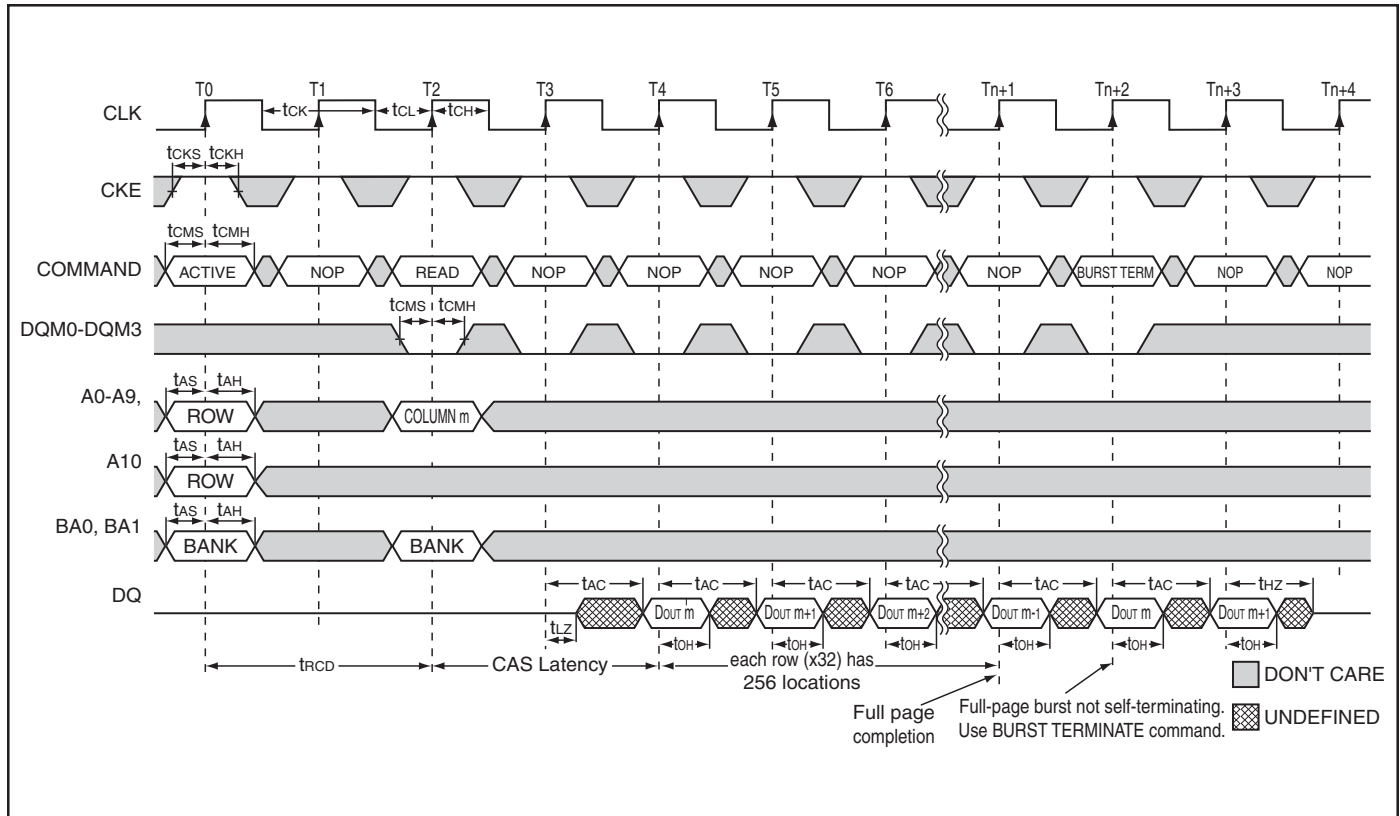 T0 T1 T2 T3 T4 T5 T6 Tn+1 Tn+2 Tn+3 Tn+4
CLK tCK tCL tCH
tCKS tCKH
CKE
tCMS tCMH
COMMAND ACTIVE NOP READ NOP NOP NOP NOP NOP BURST TERM NOP NOP
tCMS tCMH
DQM0-DQM3
tAS tAH
A0-A9, ROW COLUMN m
tAS tAH
A10 ROW
tAS tAH
BA0, BA1 BANK BANK
tAC tAC tAC tAC tAC tAC tHZ
DQ DOUT m DOUT m+1 DOUT m+2 DOUT m-1 DOUT m DOUT m+1
tLZ tOH tOH tOH tOH tOH tOH
tRCD CAS Latency each row (x32) has
256 locations
DON'T CARE
Full page
completion
Full-page burst not self-terminating.
Use BURST TERMINATE command.
UNDEFINED